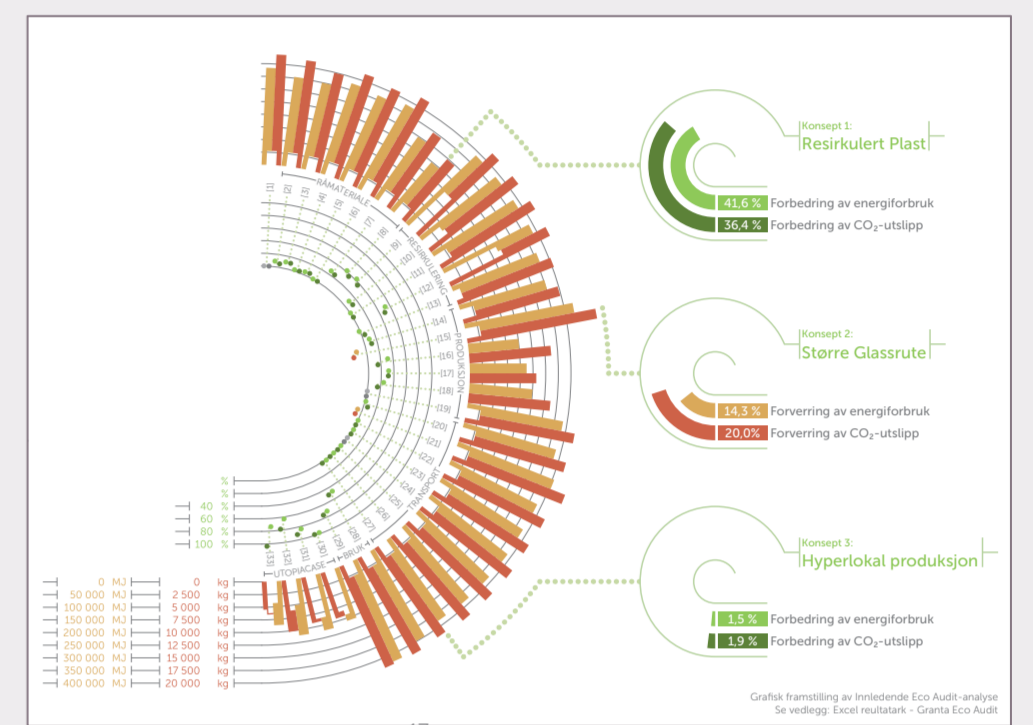 [1]
[2]
[3]
[4]
[5]
[6]
[7]
[8]
[9]
[10]
[11]
[12]
[13]
[14]
[15]
[16]
[17]
[18]
[19]
[20]
[21]
[22]
[23]
[24]
[25]
[26]
[27]
[28]
[29]
[30]
[31]
[32]
[33]
RÅMATERIALE
RESIRKULERING
PRODUKSJON
TRANSPORT
BRUK
UTOPIACASE
%
%
40 %
60 %
80 %
100 %
0 MJ 0 kg
50 000 MJ 2 500 kg
100 000 MJ 5 000 kg
150 000 MJ 7 500 kg
200 000 MJ 10 000 kg
250 000 MJ 12 500 kg
300 000 MJ 15 000 kg
350 000 MJ 17 500 kg
400 000 MJ 20 000 kg
Konsept 1:
Resirkulert Plast
41,6 % Forbedring av energiforbruk
36,4 % Forbedring av CO₂-utslipp
Konsept 2:
Større Glassrute
14,3 % Forverring av energiforbruk
20,0% Forverring av CO₂-utslipp
Konsept 3:
Hyperlokal produksjon
1,5 % Forbedring av energiforbruk
1,9 % Forbedring av CO₂-utslipp
Grafisk framstilling av Innledende Eco Audit-analyse
Se vedlegg: Excel reultatark - Granta Eco Audit